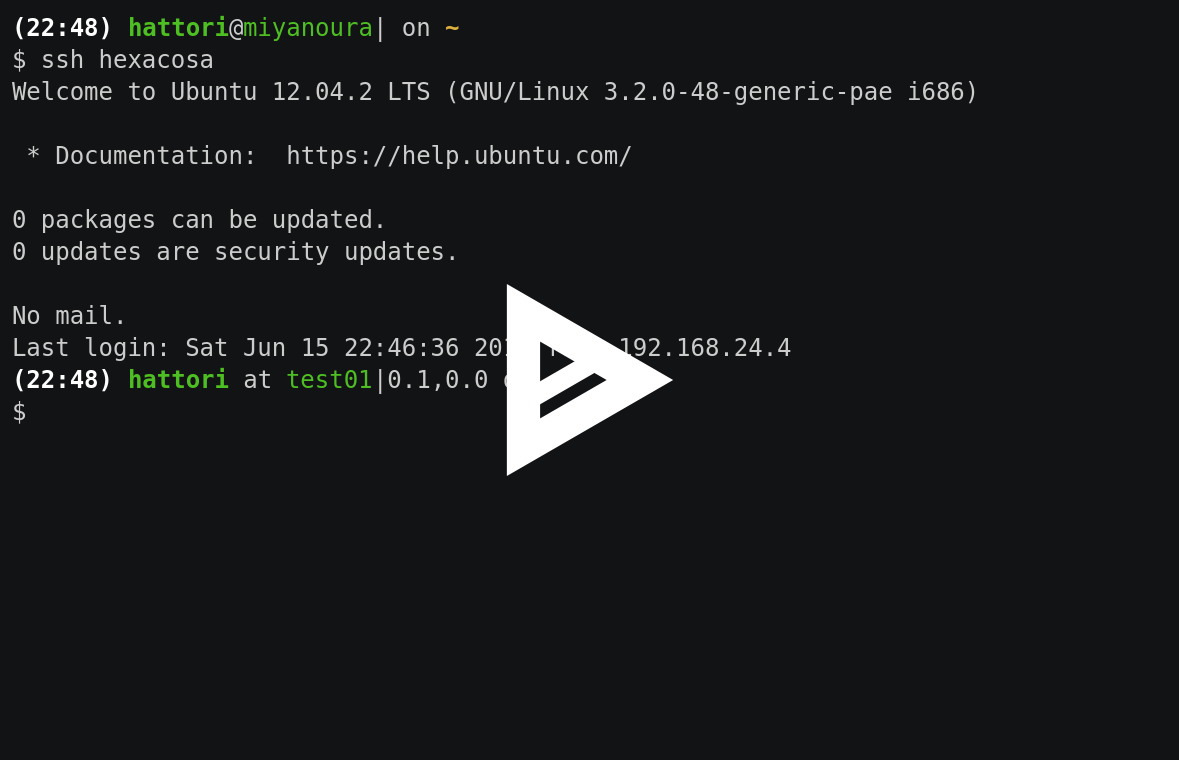 (22:48) hattori@miyanoura| on ~
$ ssh hexacosa
Welcome to Ubuntu 12.04.2 LTS (GNU/Linux 3.2.0-48-generic-pae i686)
* Documentation:  https://help.ubuntu.com/
0 packages can be updated.
0 updates are security updates.
No mail.
Last login: Sat Jun 15 22:46:36 192.168.24.4
(22:48) hattori at test01|0.1,0.0
$